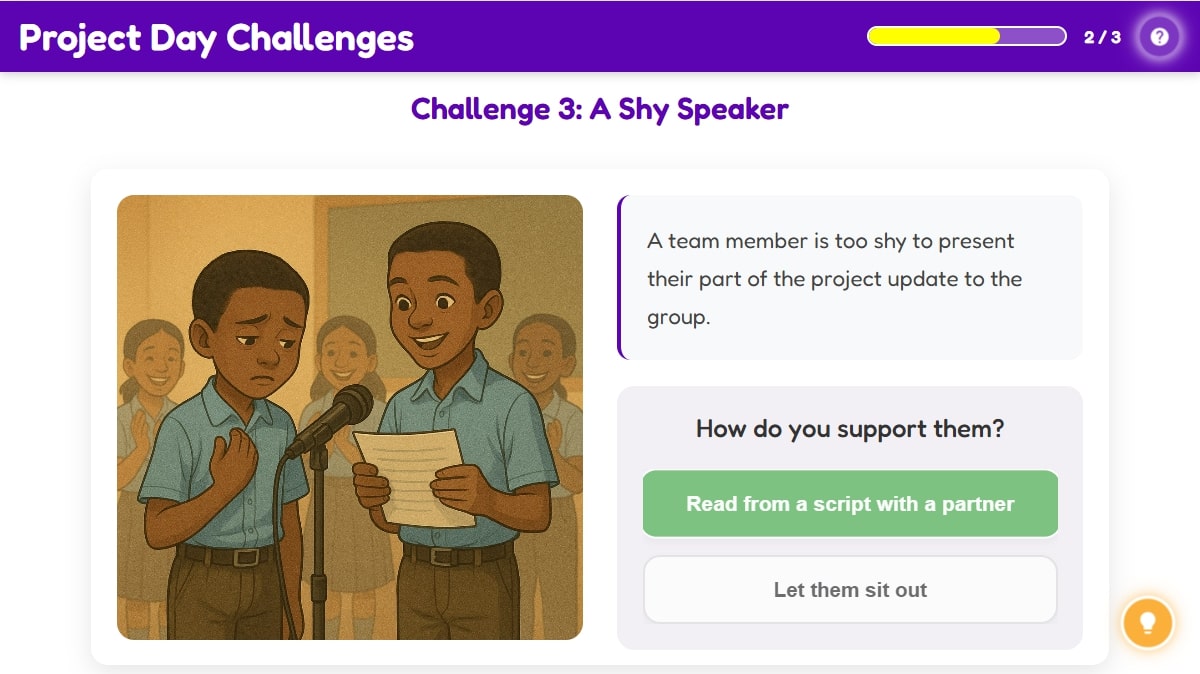 Project Day Challenges
2 / 3
?
Challenge 3: A Shy Speaker
A team member is too shy to present
their part of the project update to the
group.
How do you support them?
Read from a script with a partner
Let them sit out